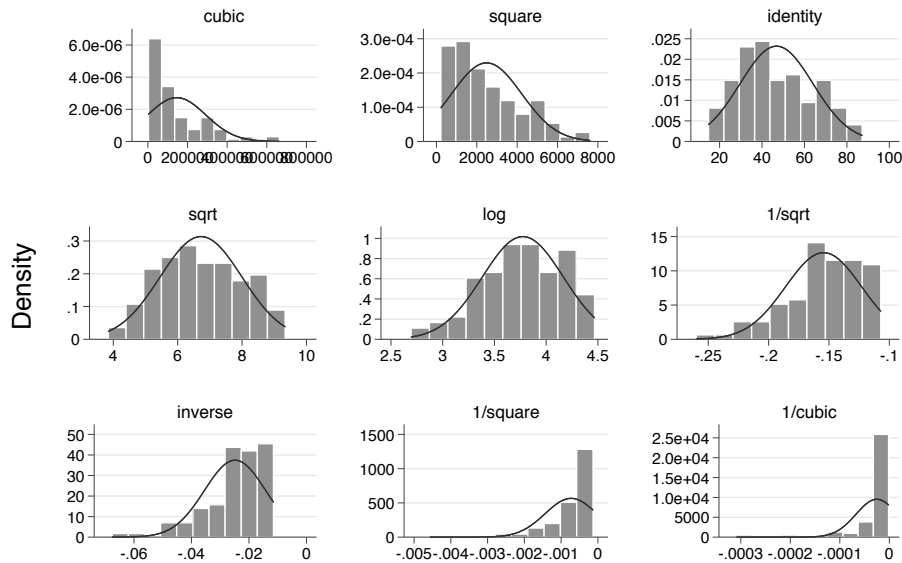 cubic
6.0e-06
4.0e-06
2.0e-06
0
0 200000 400000 600000 800000
square
3.0e-04
2.0e-04
1.0e-04
0
0 2000 4000 6000 8000
identity
.025
.02
.015
.01
.005
0
20 40 60 80 100
sqrt
.3
.2
.1
0
4 6 8 10
log
1
.8
.6
.4
.2
0
2.5 3 3.5 4 4.5
1/sqrt
15
10
5
0
-.25 -.2 -.15 -.1
Density
inverse
50
40
30
20
10
0
-.06 -.04 -.02 0
1/square
1500
1000
500
0
-.005 -.004 -.003 -.002 -.001 0
1/cubic
2.5e+04
2.0e+04
1.5e+04
1.0e+04
5000
0
-.0003 -.0002 -.0001 0